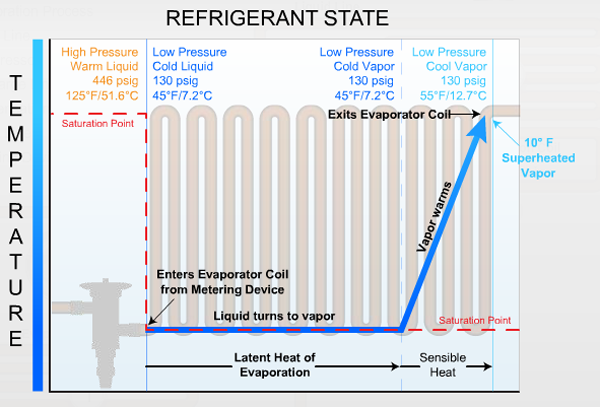 REFRIGERANT STATE
TEMPERATURE
High Pressure
Warm Liquid
446 psig
125°F/51.6°C
Low Pressure
Cold Liquid
130 psig
45°F/7.2°C
Low Pressure
Cold Vapor
130 psig
45°F/7.2°C
Low Pressure
Cool Vapor
130 psig
55°F/12.7°C
Saturation Point
Exits Evaporator Coil
10° F
Superheated
Vapor
Vapor warms
Enters Evaporator Coil
from Metering Device
Liquid turns to vapor
Saturation Point
Latent Heat of
Evaporation
Sensible
Heat